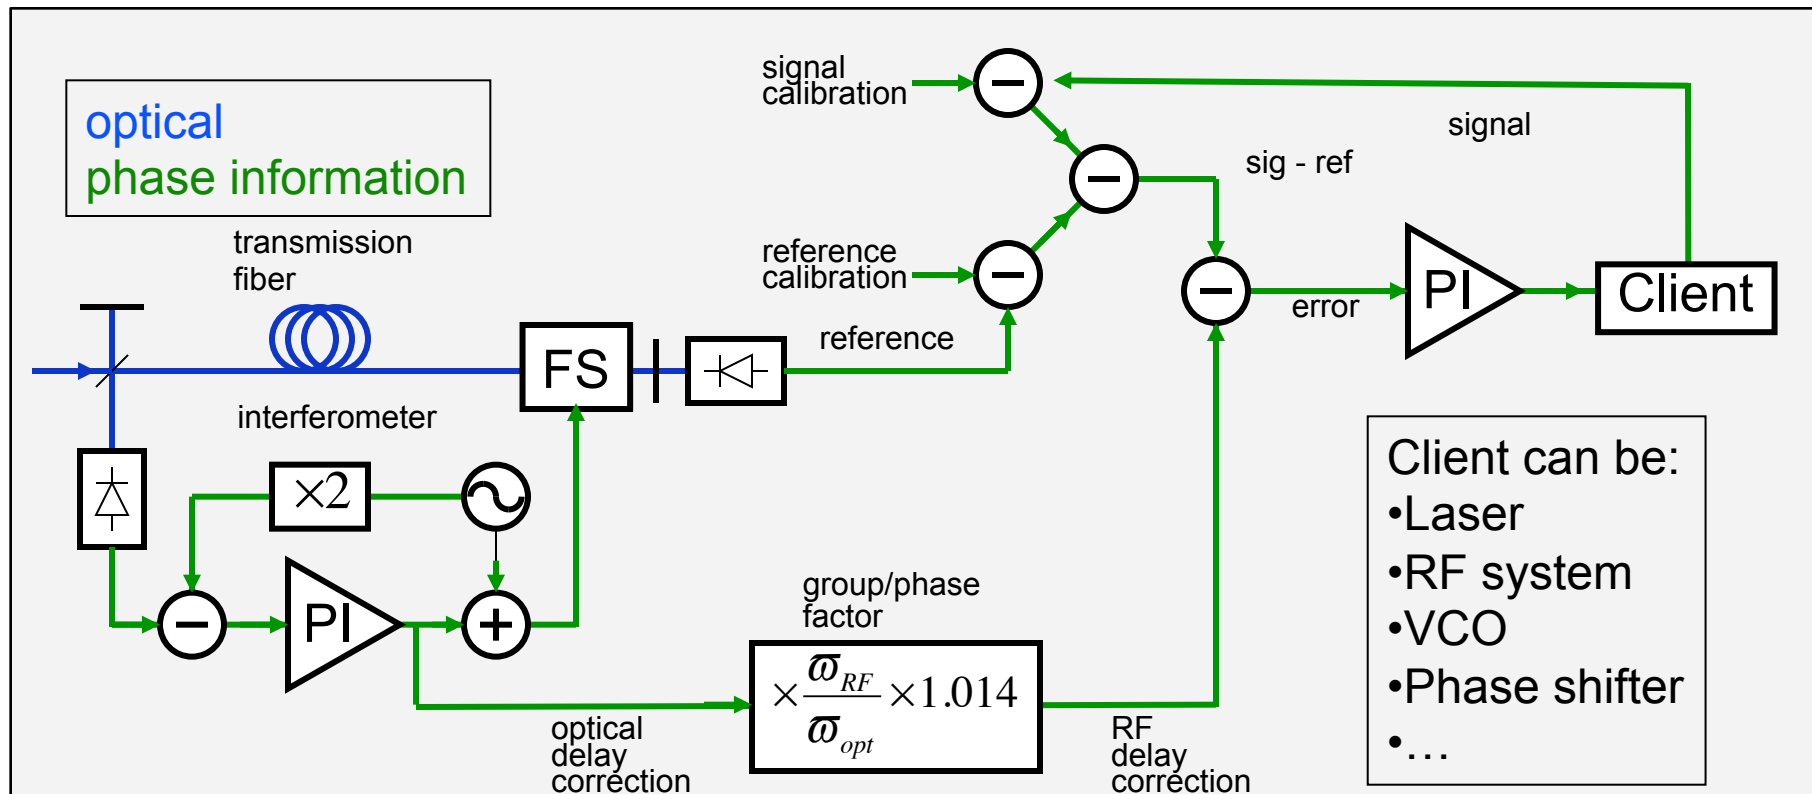 optical
phase information
signal
calibration
signal
sig - ref
transmission
fiber
reference
calibration
error
PI
Client
FS
reference
interferometer
×2
PI
+
group/phase
factor
× ϖ_RF / ϖ_opt × 1.014
optical
delay
correction
RF
delay
correction
Client can be:
•Laser
•RF system
•VCO
•Phase shifter
•…